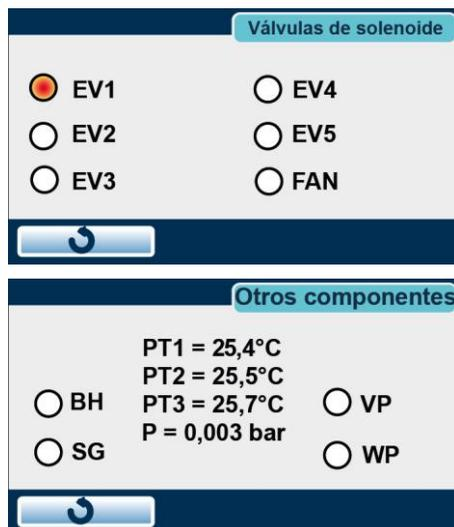 Válvulas de solenoide
EV1 EV4
EV2 EV5
EV3 FAN
Otros componentes
PT1 = 25,4°C
PT2 = 25,5°C
BH PT3 = 25,7°C VP
P = 0,003 bar
SG WP